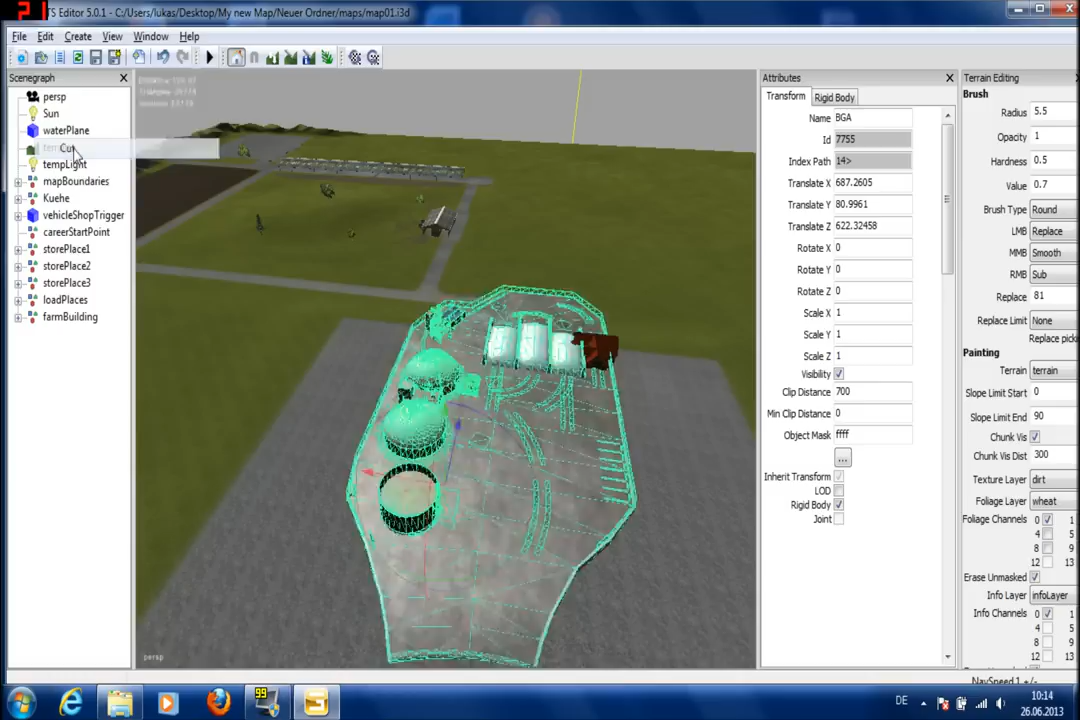 21
TS Editor 5.0.1 - C:/Users/lukas/Desktop/My new Map/Neuer Ordner/maps/map01.i3d
File Edit Create View Window Help
Scenegraph
persp
Sun
waterPlane
Cut
tempLight
mapBoundaries
Kuehe
vehicleShopTrigger
careerStartPoint
storePlace1
storePlace2
storePlace3
loadPlaces
farmBuilding
persp
Attributes
Transform Rigid Body
Name BGA
Id 7755
Index Path 14>
Translate X 687.2605
Translate Y 80.9961
Translate Z 622.32458
Rotate X 0
Rotate Y 0
Rotate Z 0
Scale X 1
Scale Y 1
Scale Z 1
Visibility
Clip Distance 700
Min Clip Distance 0
Object Mask ffff
...
Inherit Transform
LOD
Rigid Body
Joint
Terrain Editing
Brush
Radius 5.5
Opacity 1
Hardness 0.5
Value 0.7
Brush Type Round
LMB Replace
MMB Smooth
RMB Sub
Replace 81
Replace Limit None
Replace pick
Painting
Terrain terrain
Slope Limit Start 0
Slope Limit End 90
Chunk Vis
Chunk Vis Dist 300
Texture Layer dirt
Foliage Layer wheat
Foliage Channels 0 1
4 5
8 9
12 13
Erase Unmasked
Info Layer infoLayer
Info Channels 0 1
4 5
8 9
12 13
NavSpeed 1 +/-
99
DE
10:14
26.06.2013